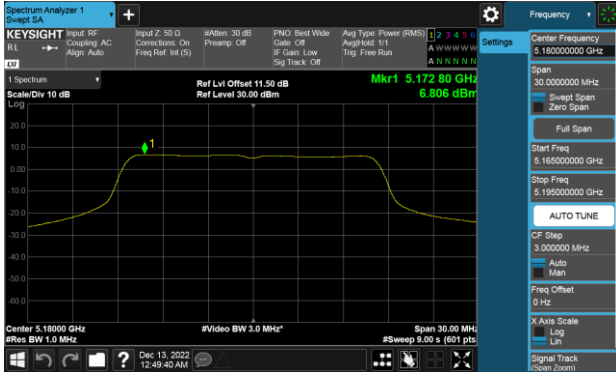 Spectrum Analyzer 1
Swept SA
Frequency
KEYSIGHT
RL
Input: RF
Coupling: AC
Align: Auto
Input Z: 50 Ω
Corrections: On
Freq Ref: Int (S)
#Atten: 30 dB
Preamp: Off
PNO: Best Wide
Gate: Off
IF Gain: Low
Sig Track: Off
Avg Type: Power (RMS)
Avg|Hold: 1/1
Trig: Free Run
1 2 3 4 5 6
A W W W W W
A N N N N N
LXI
1 Spectrum
Scale/Div 10 dB
Log
Ref Lvl Offset 11.50 dB
Ref Level 30.00 dBm
Mkr1 5.172 80 GHz
6.806 dBm
1
20.0
10.0
0.00
-10.0
-20.0
-30.0
-40.0
-50.0
-60.0
Center 5.18000 GHz
#Res BW 1.0 MHz
#Video BW 3.0 MHz*
Span 30.00 MHz
#Sweep 9.00 s (601 pts)
Dec 13, 2022
12:49:40 AM
?
Settings
Center Frequency
5.180000000 GHz
Span
30.0000000 MHz
Swept Span
Zero Span
Full Span
Start Freq
5.165000000 GHz
Stop Freq
5.195000000 GHz
AUTO TUNE
CF Step
3.000000 MHz
Auto
Man
Freq Offset
0 Hz
X Axis Scale
Log
Lin
Signal Track
(Span Zoom)